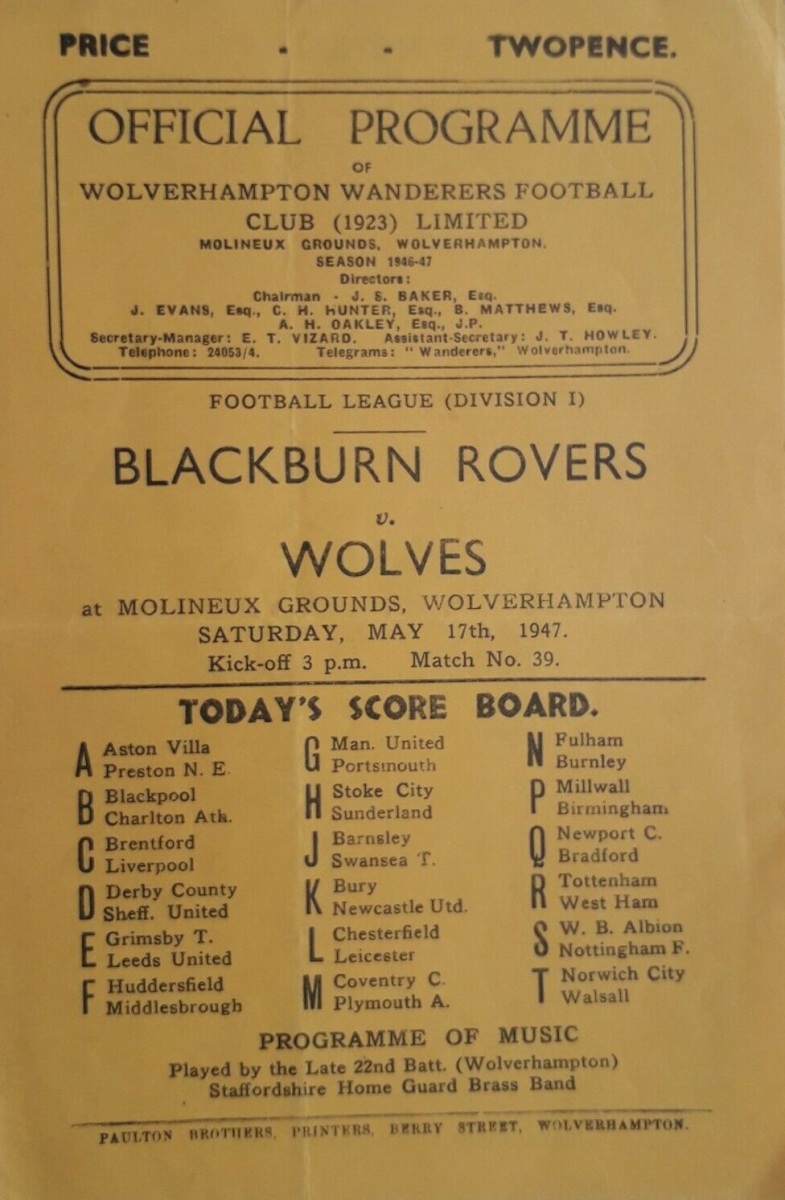 PRICE - - TWOPENCE.
OFFICIAL PROGRAMME
OF
WOLVERHAMPTON WANDERERS FOOTBALL
CLUB (1923) LIMITED
MOLINEUX GROUNDS, WOLVERHAMPTON.
SEASON 1946-47
Directors:
Chairman - J. S. BAKER, Esq.
J. EVANS, Esq., C. H. HUNTER, Esq., B. MATTHEWS, Esq.
A. H. OAKLEY, Esq., J.P.
Secretary-Manager: E. T. VIZARD. Assistant-Secretary: J. T. HOWLEY.
Telephone: 24053/4. Telegrams: "Wanderers," Wolverhampton.
FOOTBALL LEAGUE (DIVISION I)
BLACKBURN ROVERS
v.
WOLVES
at MOLINEUX GROUNDS, WOLVERHAMPTON
SATURDAY, MAY 17th, 1947.
Kick-off 3 p.m. Match No. 39.
TODAY'S SCORE BOARD.
A Aston Villa
Preston N. E.
B Blackpool
Charlton Ath.
C Brentford
Liverpool
D Derby County
Sheff. United
E Grimsby T.
Leeds United
F Huddersfield
Middlesbrough
G Man. United
Portsmouth
H Stoke City
Sunderland
J Barnsley
Swansea T.
K Bury
Newcastle Utd.
L Chesterfield
Leicester
M Coventry C.
Plymouth A.
N Fulham
Burnley
P Millwall
Birmingham
Q Newport C.
Bradford
R Tottenham
West Ham
S W. B. Albion
Nottingham F.
T Norwich City
Walsall
PROGRAMME OF MUSIC
Played by the Late 22nd Batt. (Wolverhampton)
Staffordshire Home Guard Brass Band
PAULTON BROTHERS, PRINTERS, BERRY STREET, WOLVERHAMPTON.